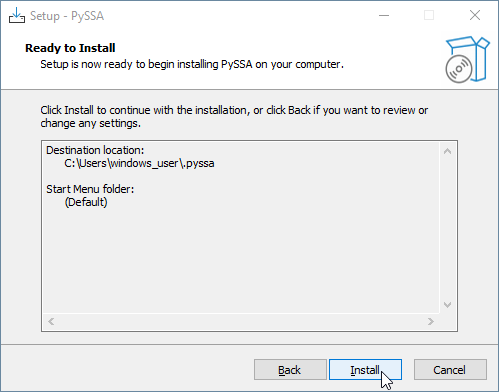 Setup - PySSA
Ready to Install
Setup is now ready to begin installing PySSA on your computer.
Click Install to continue with the installation, or click Back if you want to review or
change any settings.
Destination location:
C:\Users\windows_user\.pyssa
Start Menu folder:
(Default)
Back
Install
Cancel